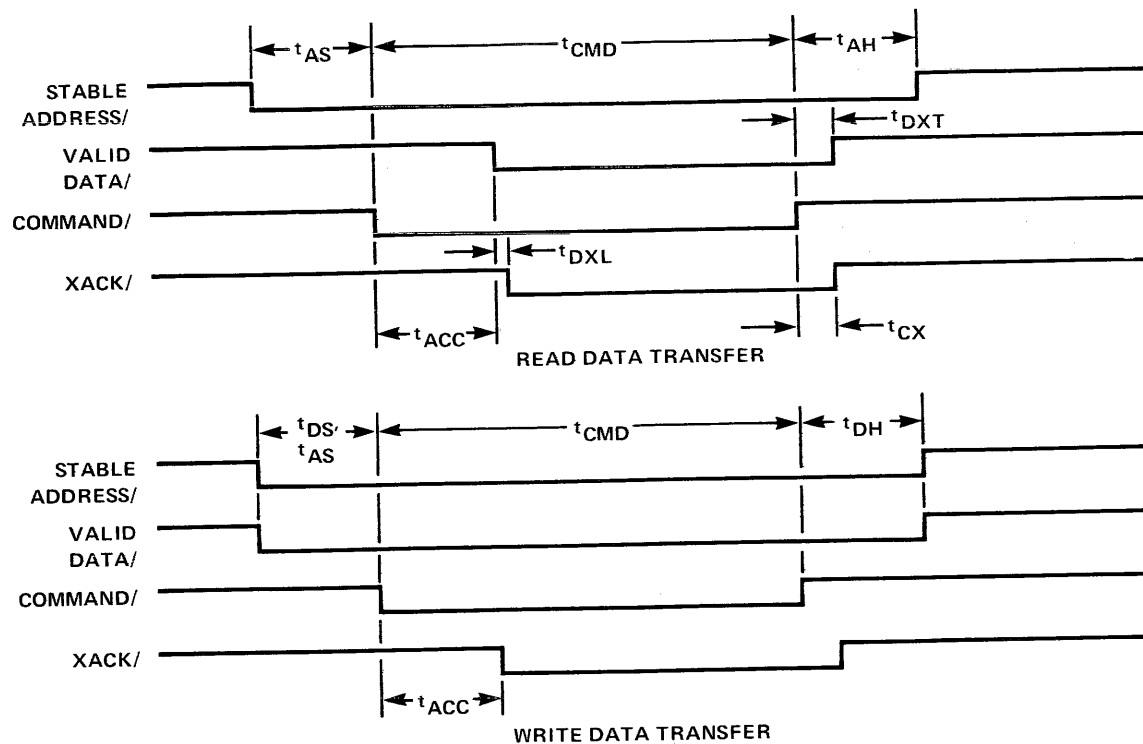 tAS
tCMD
tAH
STABLE
ADDRESS/
tDXT
VALID
DATA/
COMMAND/
tDXL
XACK/
tACC
tCX
READ DATA TRANSFER
tDS,
tAS
tCMD
tDH
STABLE
ADDRESS/
VALID
DATA/
COMMAND/
XACK/
tACC
WRITE DATA TRANSFER